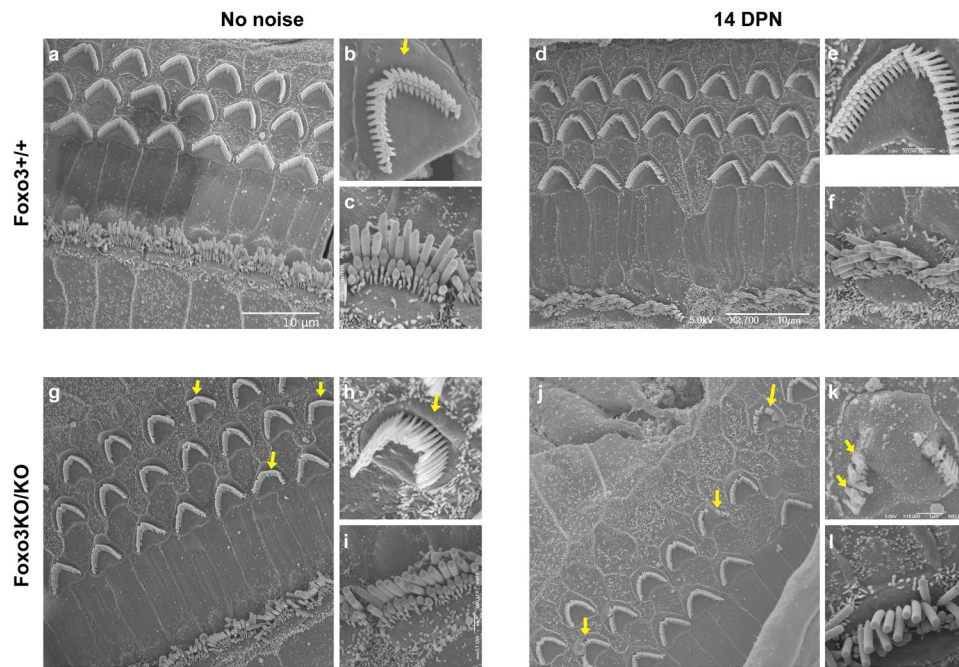 No noise
14 DPN
Foxo3+/+
a
b
c
10 μm
d
5.0kV X2,700 10μm
e
f
Foxo3KO/KO
g
h
i
j
k
l